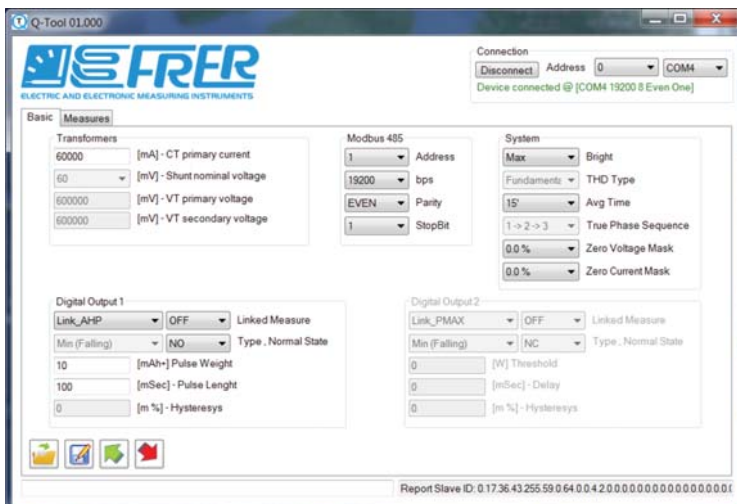 Q-Tool 01.000
FRER
ELECTRIC AND ELECTRONIC MEASURING INSTRUMENTS
Connection
Disconnect Address 0 COM4
Device connected @ [COM4 19200 8 Even One]
Basic Measures
Transformers
60000 [mA] - CT primary current
60 [mV] - Shunt nominal voltage
600000 [mV] - VT primary voltage
600000 [mV] - VT secondary voltage
Modbus 485
1 Address
19200 bps
EVEN Parity
1 StopBit
System
Max Bright
Fundamenta THD Type
15' Avg Time
1 -> 2 -> 3 True Phase Sequence
0.0 % Zero Voltage Mask
0.0 % Zero Current Mask
Digital Output 1
Link_AHP OFF Linked Measure
Min (Falling) NO Type , Normal State
10 [mAh+] Pulse Weight
100 [mSec] - Pulse Lenght
0 [m %] - Hysteresys
Digital Output 2
Link_PMAX OFF Linked Measure
Min (Falling) NC Type , Normal State
0 [W] Threshold
0 [mSec] - Delay
0 [m %] - Hysteresys
Report Slave ID: 0.17.36.43.255.59.0.64.0.0.4.2.0.0.0.0.0.0.0.0.0.0.0.0.0.0.(